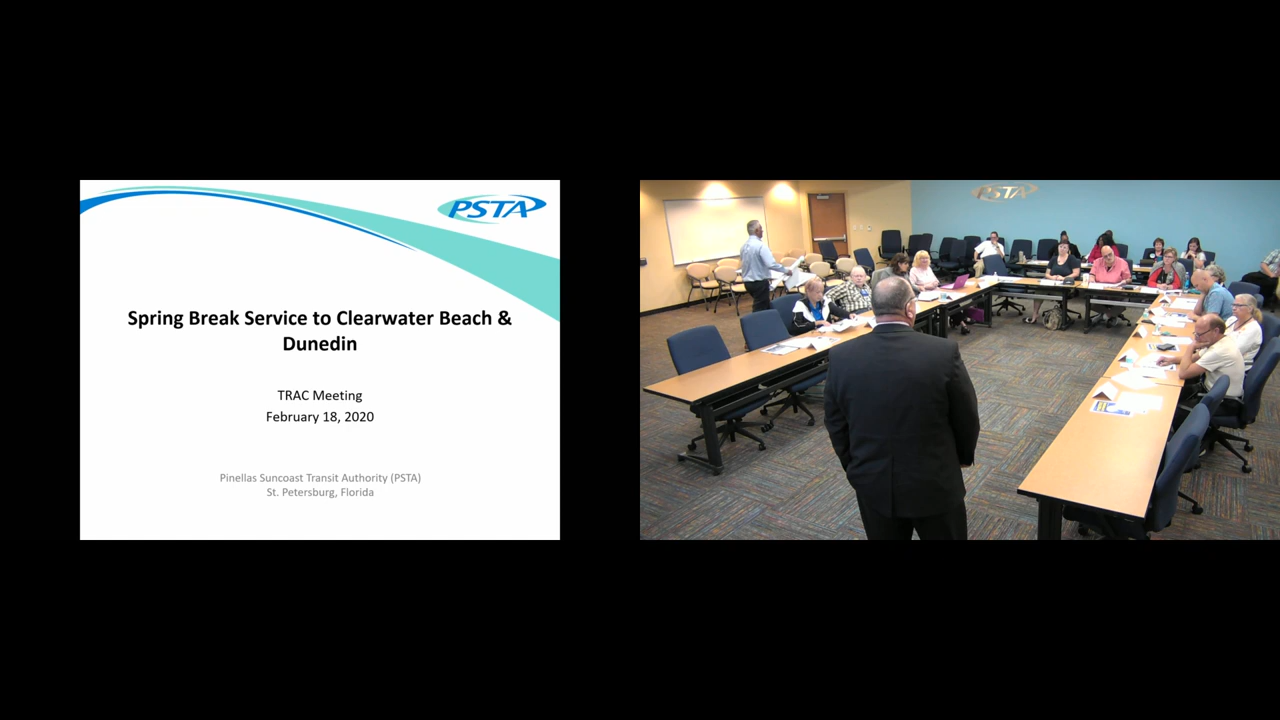 PSTA
Spring Break Service to Clearwater Beach &
Dunedin
TRAC Meeting
February 18, 2020
Pinellas Suncoast Transit Authority (PSTA)
St. Petersburg, Florida
PSTA